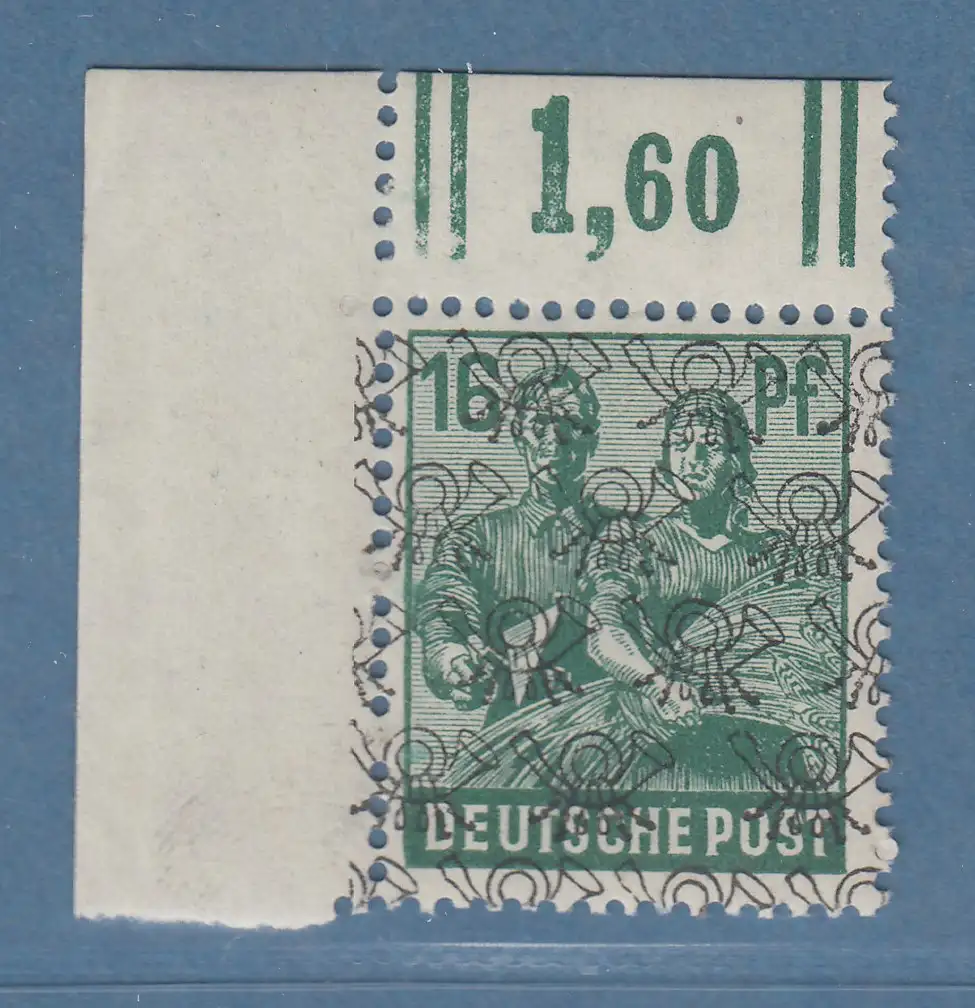 1,60
16 Pf
DEUTSCHE POST